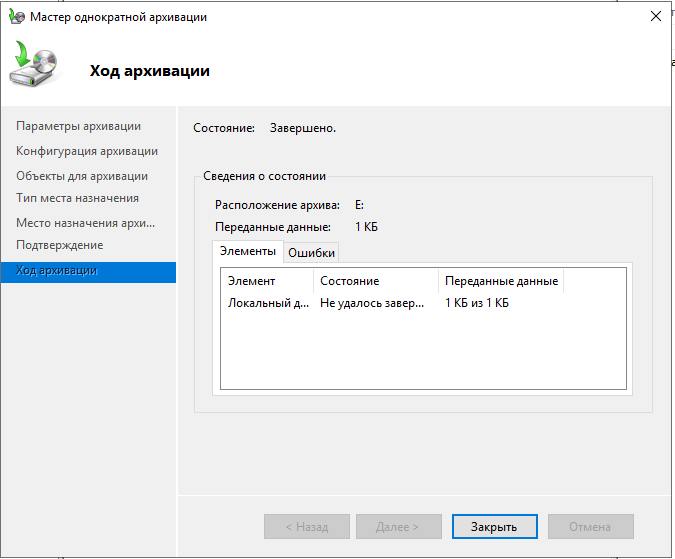 Мастер однократной архивации
Ход архивации
Параметры архивации
Конфигурация архивации
Объекты для архивации
Тип места назначения
Место назначения архи...
Подтверждение
Ход архивации
Состояние: Завершено.
Сведения о состоянии
Расположение архива: E:
Переданные данные: 1 КБ
Элементы Ошибки
Элемент Состояние Переданные данные
Локальный д... Не удалось завер... 1 КБ из 1 КБ
< Назад Далее > Закрыть Отмена